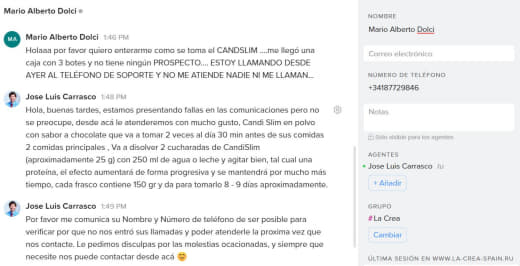 Mario Alberto Dolci
MA
Mario Alberto Dolci 1:46 PM
Holaaa por favor quiero enterarme como se toma el CANDSLIM ....me llegó una
caja con 3 botes y no tiene ningún PROSPECTO.... ESTOY LLAMANDO DESDE
AYER AL TELÉFONO DE SOPORTE Y NO ME ATIENDE NADIE NI ME LLAMAN...
Jose Luis Carrasco 1:48 PM
Hola, buenas tardes, estamos presentando fallas en las comunicaciones pero no
se preocupe, desde acá le atenderemos con mucho gusto, Candi Slim en polvo
con sabor a chocolate que va a tomar 2 veces al día 30 min antes de sus comidas
2 comidas principales , Va a disolver 2 cucharadas de CandiSlim
(aproximadamente 25 g) con 250 ml de agua o leche y agitar bien, tal cual una
proteína, el efecto aumentará de forma progresiva y se mantendrá por mucho más
tiempo, cada frasco contiene 150 gr y da para tomarlo 8 - 9 días aproximadamente.
Jose Luis Carrasco 1:49 PM
Por favor me comunica su Nombre y Número de teléfono de ser posible para
verificar por que no nos entró sus llamadas y poder atenderle la proxima vez que
nos contacte. Le pedimos disculpas por las molestias ocacionadas, y siempre que
necesite nos puede contactar desde acá
NOMBRE
Mario Alberto Dolci
Correo electrónico
NÚMERO DE TELÉFONO
+34187729846
Notas
Sólo visible para los agentes
AGENTES
Jose Luis Carrasco tu
+ Añadir
GRUPO
#La Crea
Cambiar
ÚLTIMA SESIÓN EN WWW.LA-CREA-SPAIN.RU